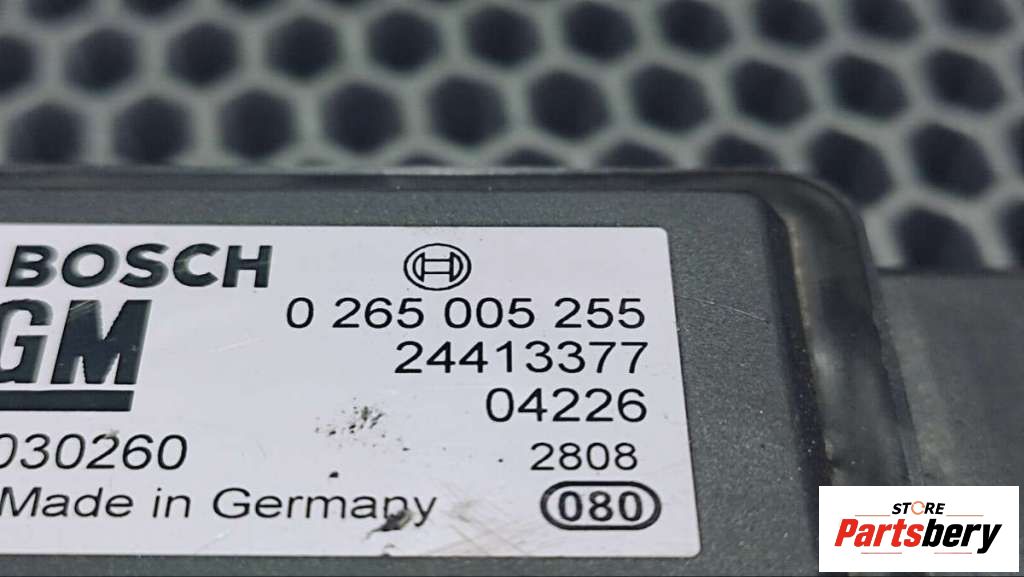 BOSCH
0 265 005 255
GM
24413377
04226
030260
2808
Made in Germany
080
STORE
Partsbery